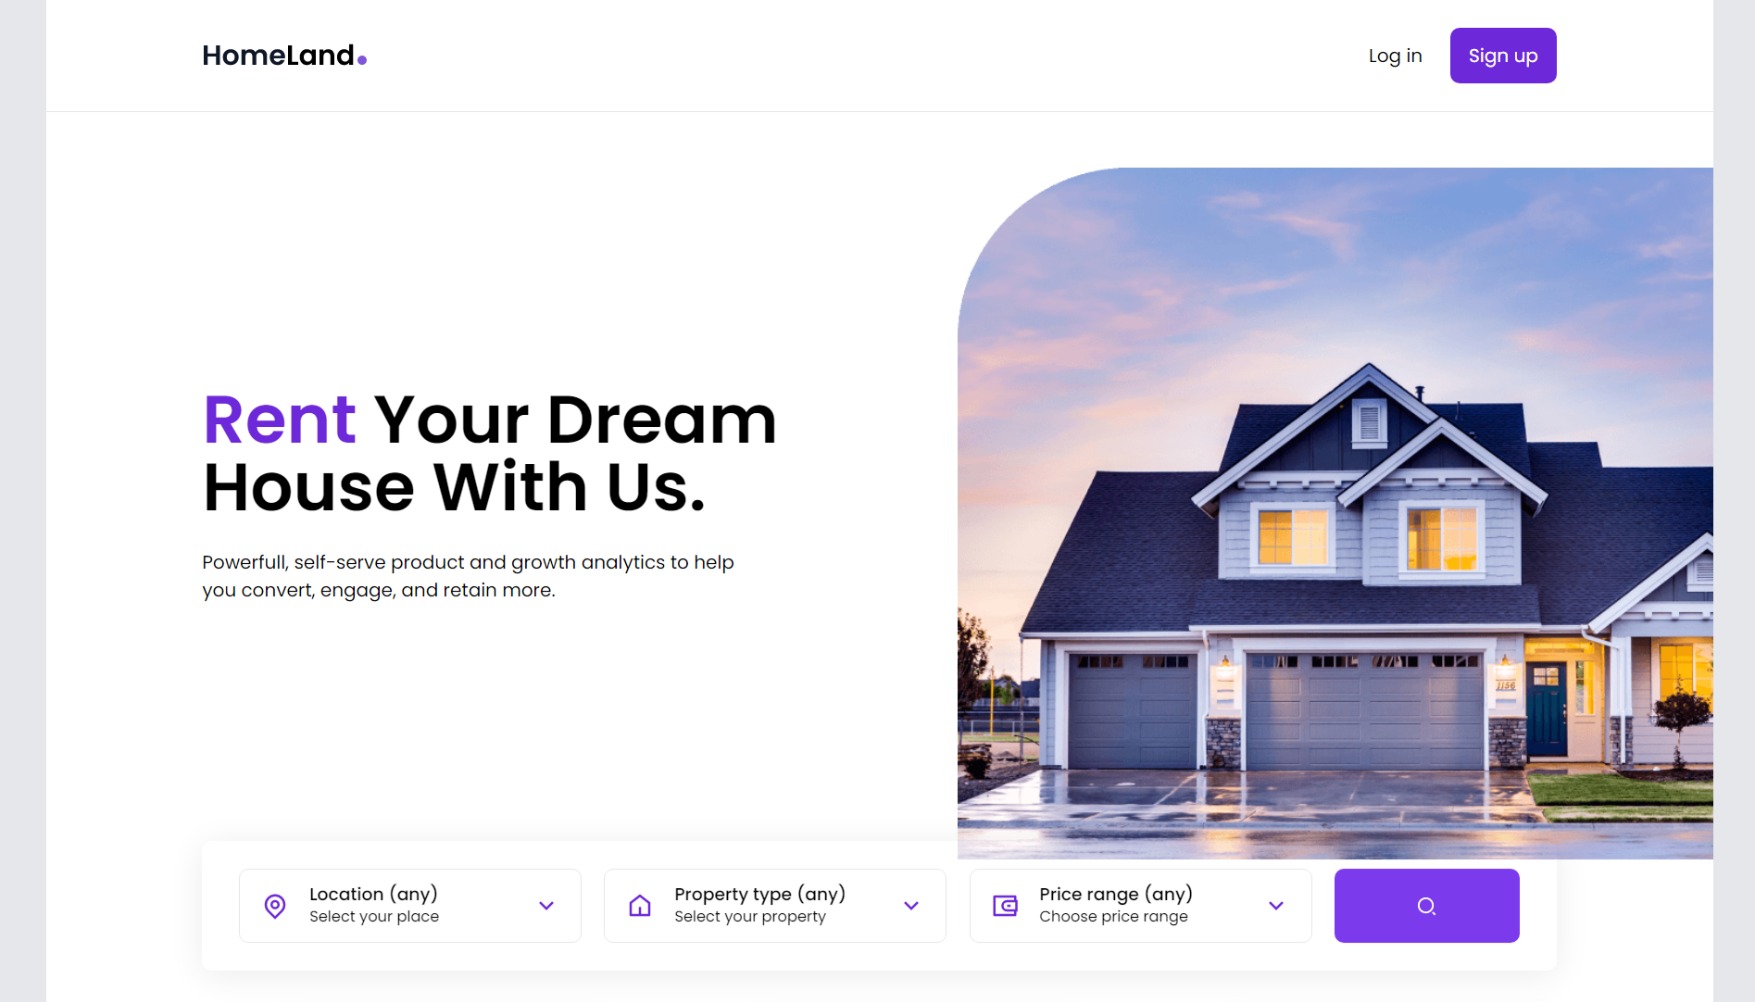 HomeLand.
Log in
Sign up
Rent Your Dream
House With Us.
Powerfull, self-serve product and growth analytics to help
you convert, engage, and retain more.
1156
Location (any)
Select your place
Property type (any)
Select your property
Price range (any)
Choose price range